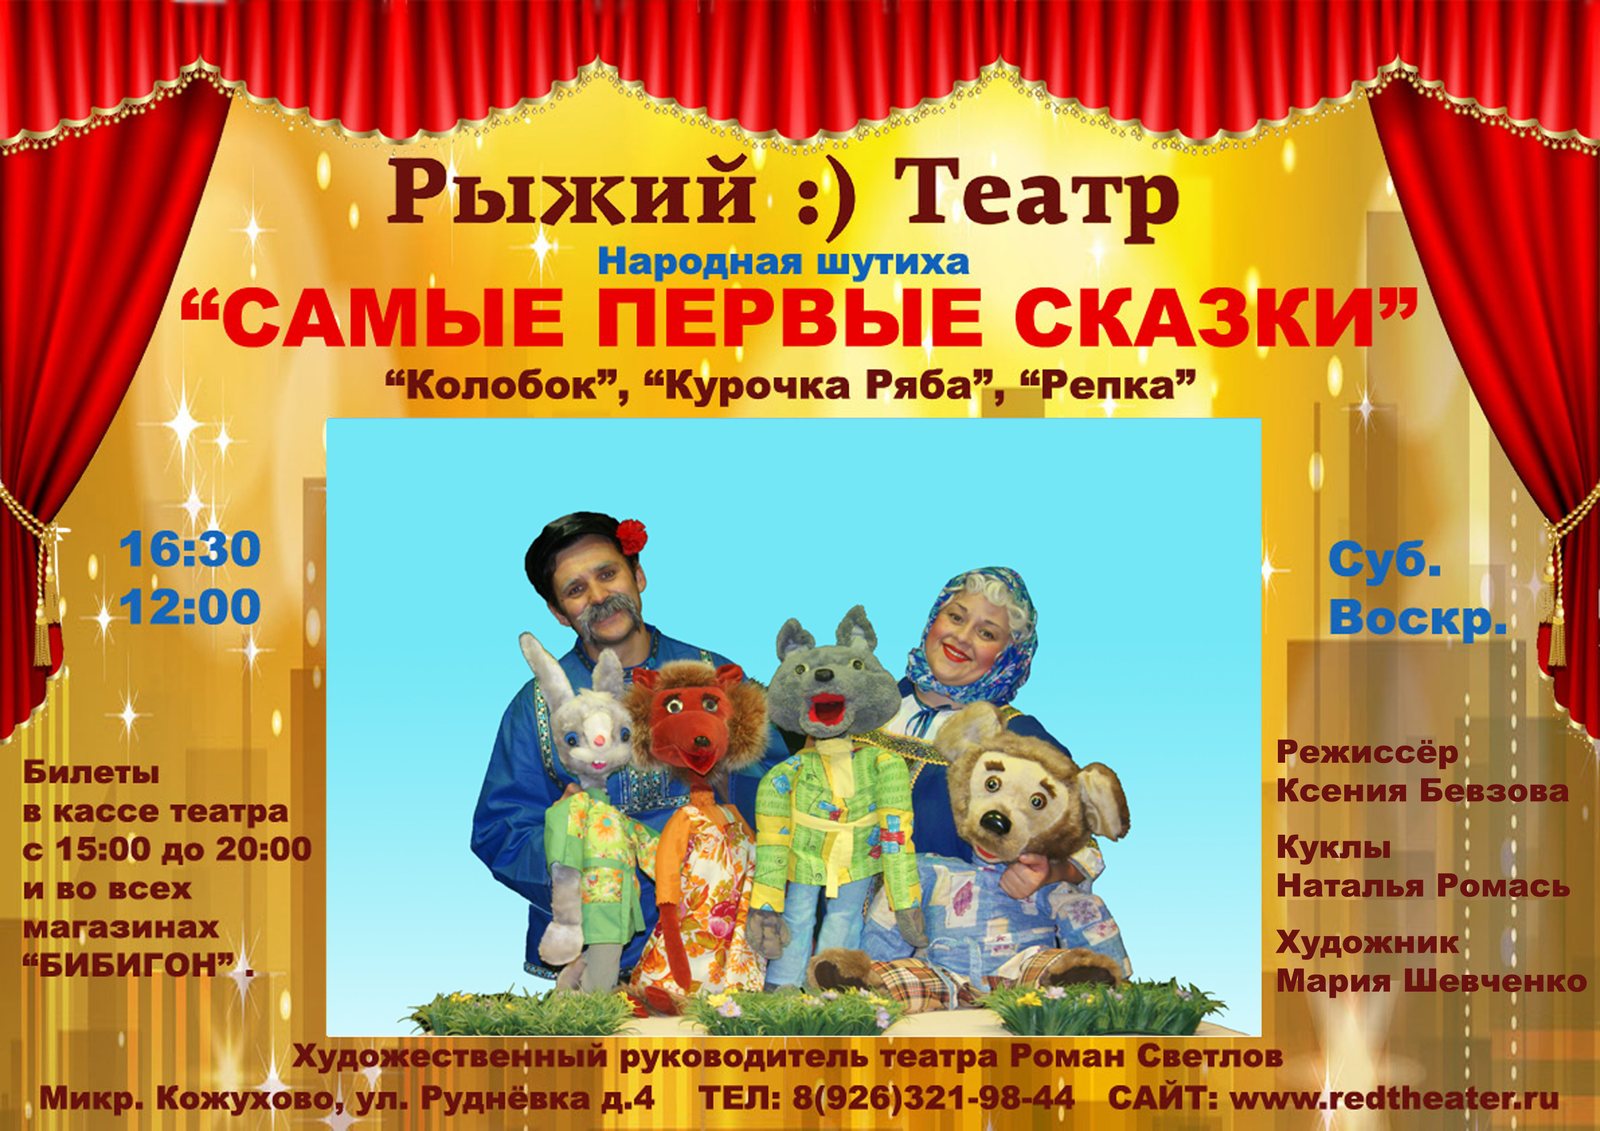 Рыжий :) Театр
Народная шутиха
“САМЫЕ ПЕРВЫЕ СКАЗКИ”
“Колобок”, “Курочка Ряба”, “Репка”
16:30
12:00
Суб.
Воскр.
Билеты
в кассе театра
с 15:00 до 20:00
и во всех
магазинах
“БИБИГОН” .
Режиссёр
Ксения Бевзова
Куклы
Наталья Ромась
Художник
Мария Шевченко
Художественный руководитель театра Роман Светлов
Микр. Кожухово, ул. Руднёвка д.4 ТЕЛ: 8(926)321-98-44 САЙТ: www.redtheater.ru